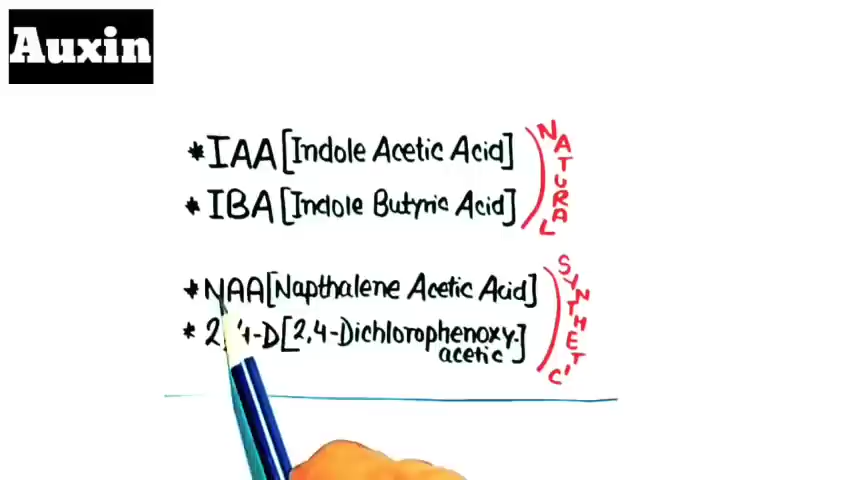 Auxin
*IAA[Indole Acetic Acid]
*IBA[Indole Butyric Acid]
NATURAL
*NAA[Napthalene Acetic Acid]
*2,4-D[2,4-Dichlorophenoxy.
acetic]
SYNTHETIC